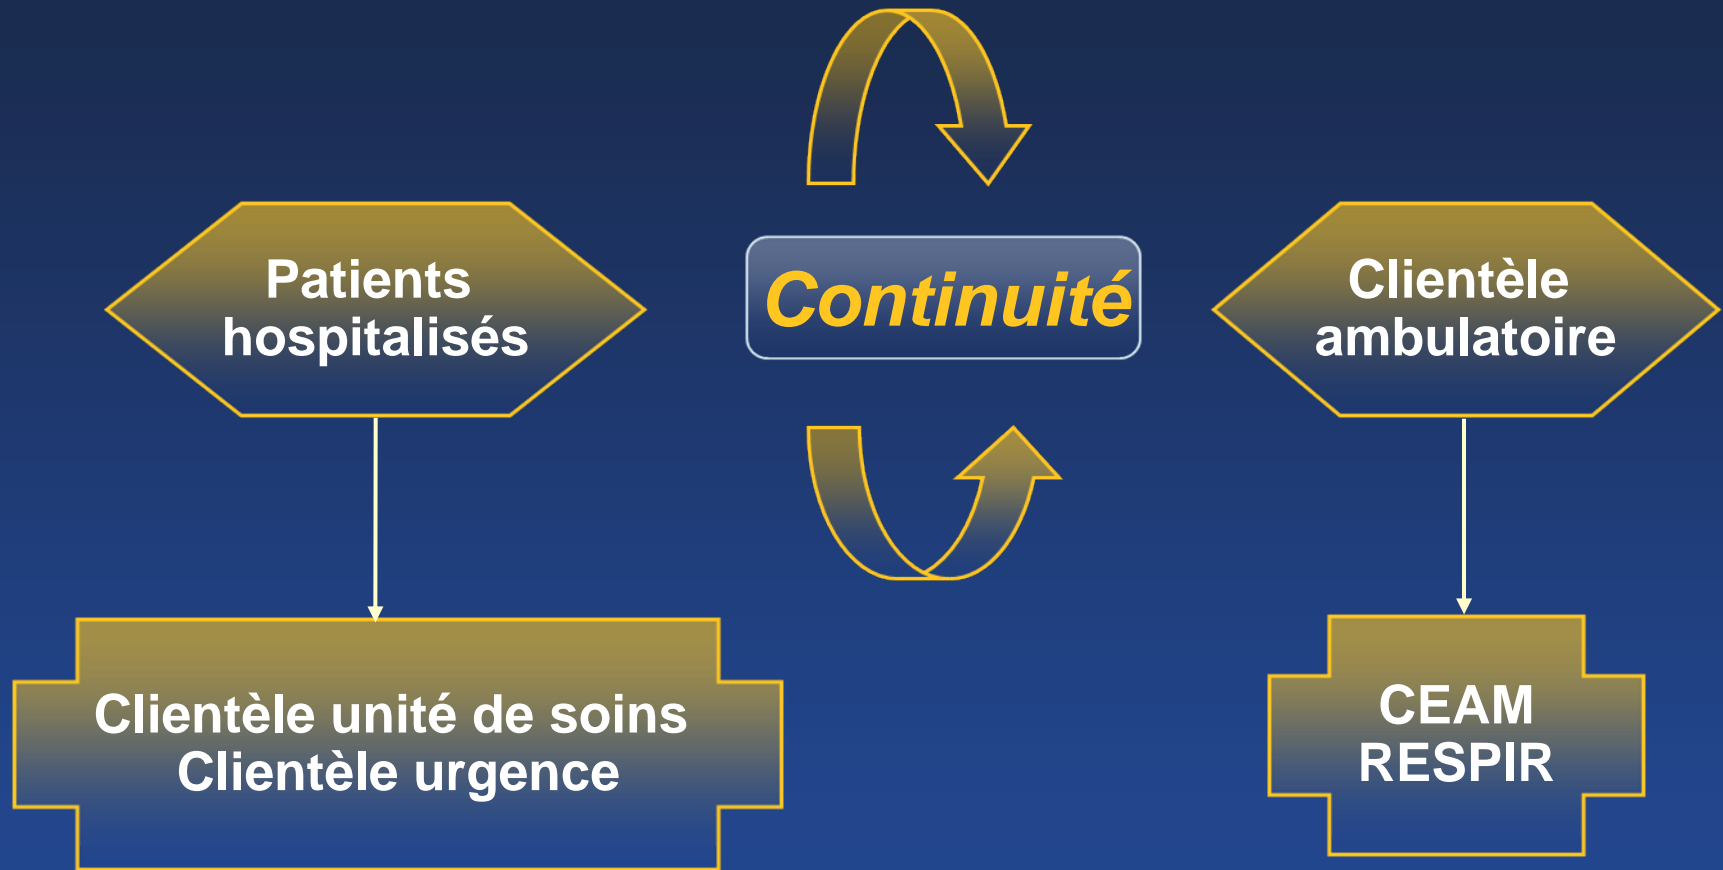 Patients
hospitalisés
Continuité
Clientèle
ambulatoire
Clientèle unité de soins
Clientèle urgence
CEAM
RESPIR